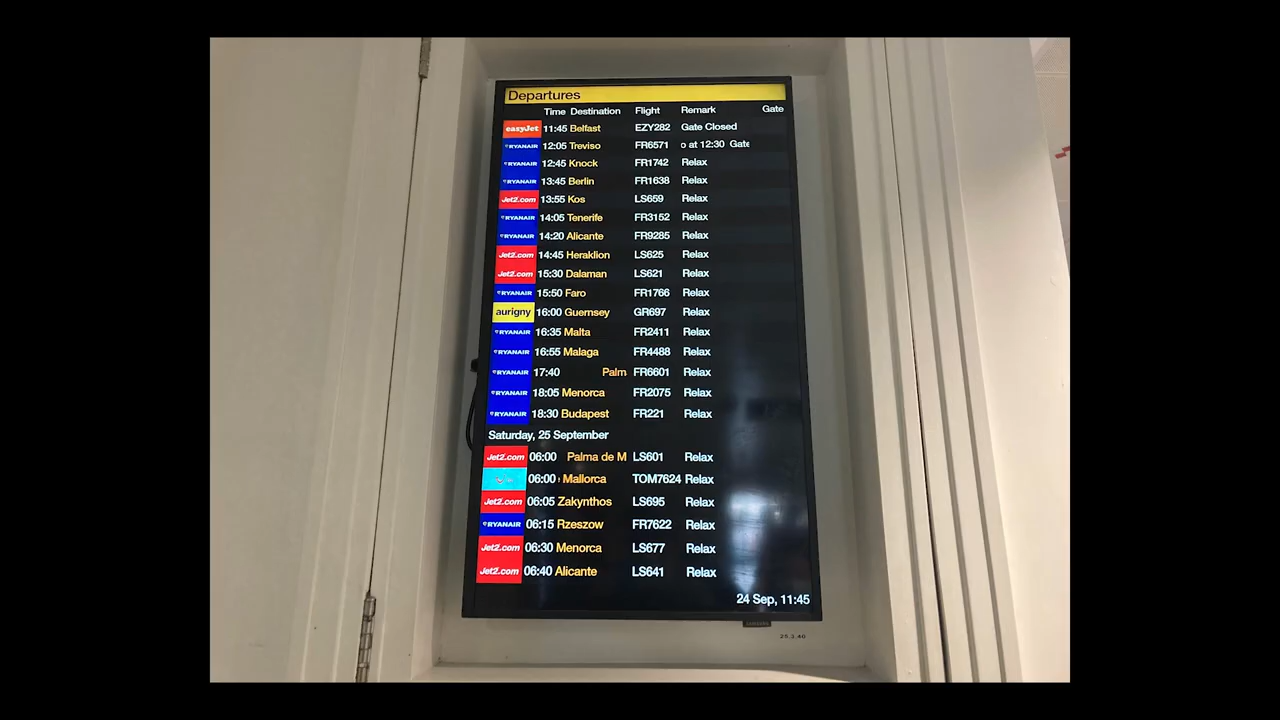 Departures
Time Destination Flight Remark Gate
easyJet 11:45 Belfast EZY282 Gate Closed
RYANAIR 12:05 Treviso FR6571 o at 12:30 Gate
RYANAIR 12:45 Knock FR1742 Relax
RYANAIR 13:45 Berlin FR1638 Relax
Jet2.com 13:55 Kos LS659 Relax
RYANAIR 14:05 Tenerife FR3152 Relax
RYANAIR 14:20 Alicante FR9285 Relax
Jet2.com 14:45 Heraklion LS625 Relax
Jet2.com 15:30 Dalaman LS621 Relax
RYANAIR 15:50 Faro FR1766 Relax
aurigny 16:00 Guernsey GR697 Relax
RYANAIR 16:35 Malta FR2411 Relax
RYANAIR 16:55 Malaga FR4488 Relax
RYANAIR 17:40 Palm FR6601 Relax
RYANAIR 18:05 Menorca FR2075 Relax
RYANAIR 18:30 Budapest FR221 Relax
Saturday, 25 September
Jet2.com 06:00 Palma de M LS601 Relax
06:00 Mallorca TOM7624 Relax
Jet2.com 06:05 Zakynthos LS695 Relax
RYANAIR 06:15 Rzeszow FR7622 Relax
Jet2.com 06:30 Menorca LS677 Relax
Jet2.com 06:40 Alicante LS641 Relax
24 Sep, 11:45
SAMSUNG
25.3.40